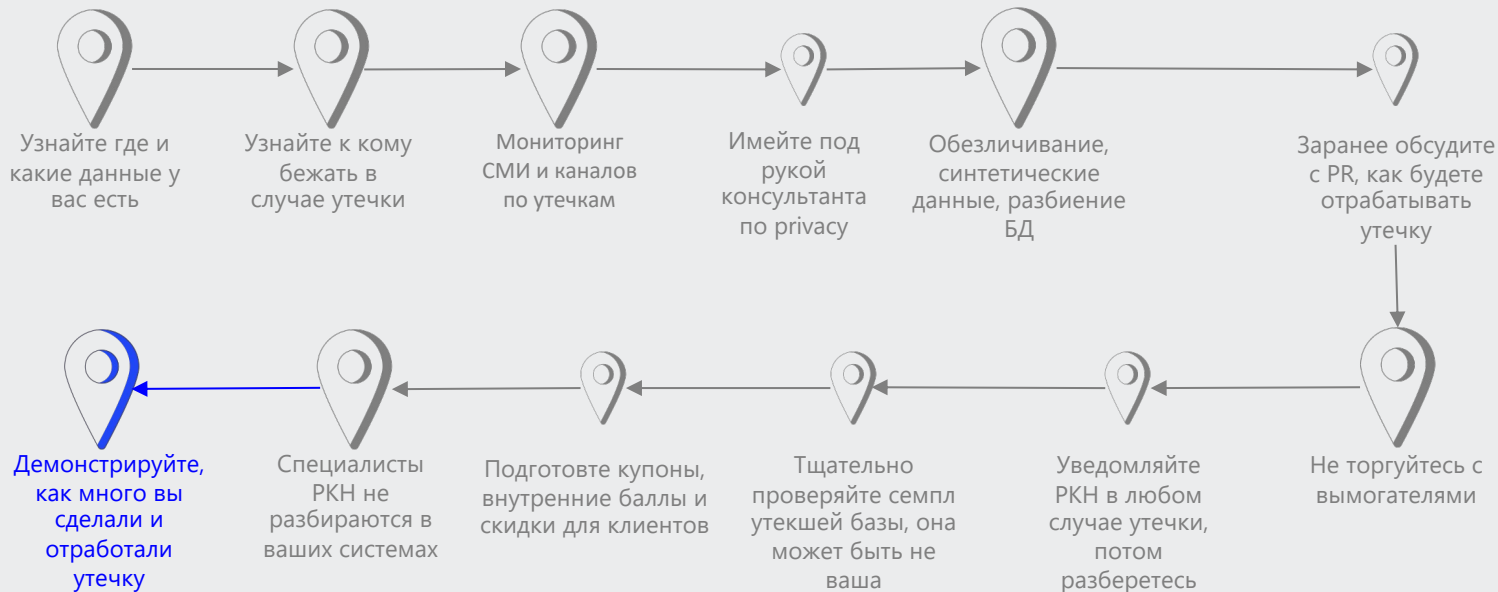 Узнайте где и
какие данные у
вас есть
Узнайте к кому
бежать в
случае утечки
Мониторинг
СМИ и каналов
по утечкам
Имейте под
рукой
консультанта
по privacy
Обезличивание,
синтетические
данные, разбиение
БД
Заранее обсудите
с PR, как будете
отрабатывать
утечку
Не торгуйтесь с
вымогателями
Уведомляйте
РКН в любом
случае утечки,
потом
разберетесь
Тщательно
проверяйте семпл
утекшей базы, она
может быть не
ваша
Подготовте купоны,
внутренние баллы и
скидки для клиентов
Специалисты
РКН не
разбираются в
ваших системах
Демонстрируйте,
как много вы
сделали и
отработали
утечку